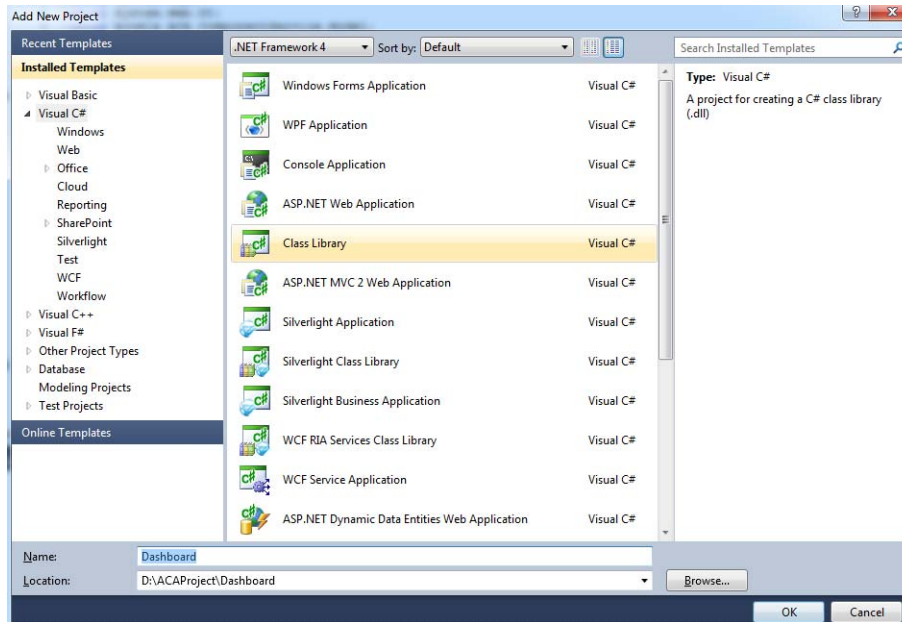 Add New Project
Recent Templates
Installed Templates
Visual Basic
Visual C#
Windows
Web
Office
Cloud
Reporting
SharePoint
Silverlight
Test
WCF
Workflow
Visual C++
Visual F#
Other Project Types
Database
Modeling Projects
Test Projects
Online Templates
.NET Framework 4 Sort by: Default
Windows Forms Application Visual C#
WPF Application Visual C#
Console Application Visual C#
ASP.NET Web Application Visual C#
Class Library Visual C#
ASP.NET MVC 2 Web Application Visual C#
Silverlight Application Visual C#
Silverlight Class Library Visual C#
Silverlight Business Application Visual C#
WCF RIA Services Class Library Visual C#
WCF Service Application Visual C#
ASP.NET Dynamic Data Entities Web Application Visual C#
Search Installed Templates
Type: Visual C#
A project for creating a C# class library
(.dll)
Name: Dashboard
Location: D:\ACAProject\Dashboard Browse...
OK Cancel